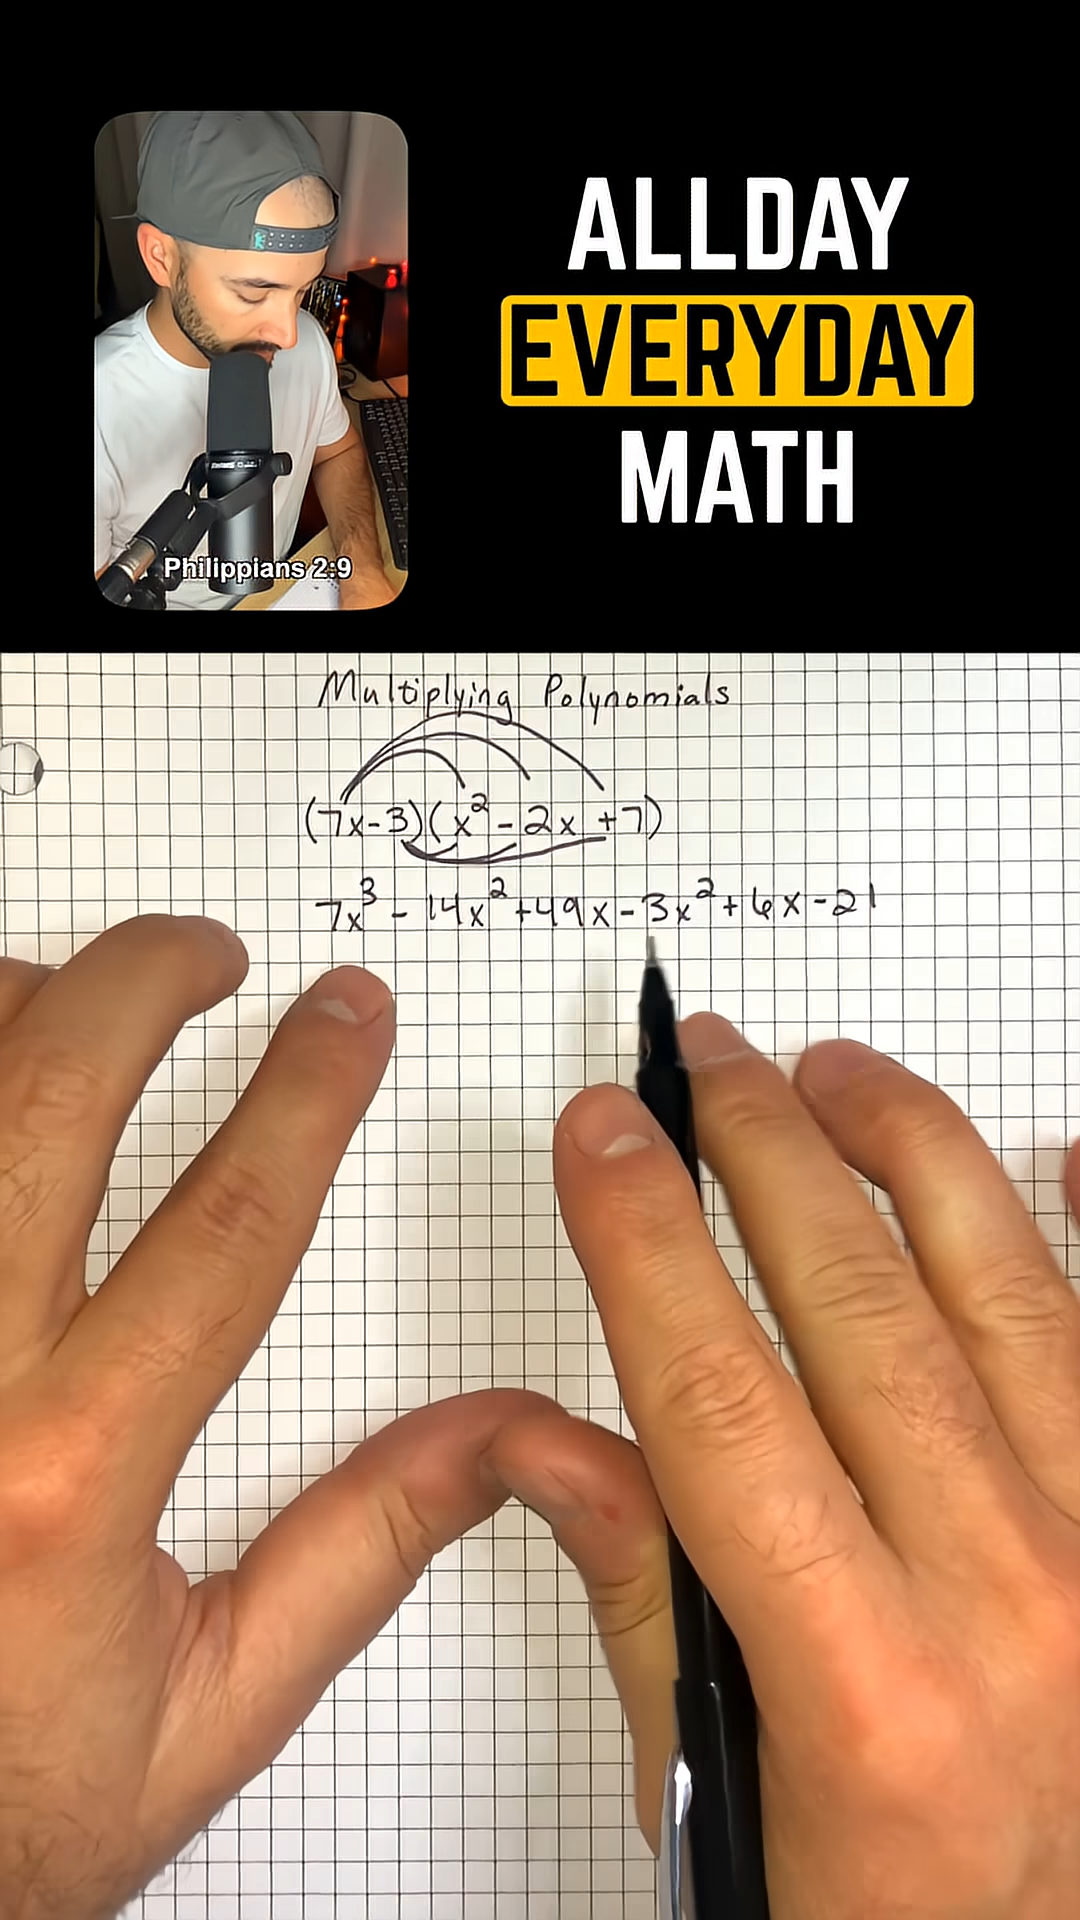 ALLDAY
EVERYDAY
MATH
Philippians 2:9
Multiplying Polynomials
(7x-3)(x² - 2x + 7)
7x³ - 14x² + 49x - 3x² + 6x - 21